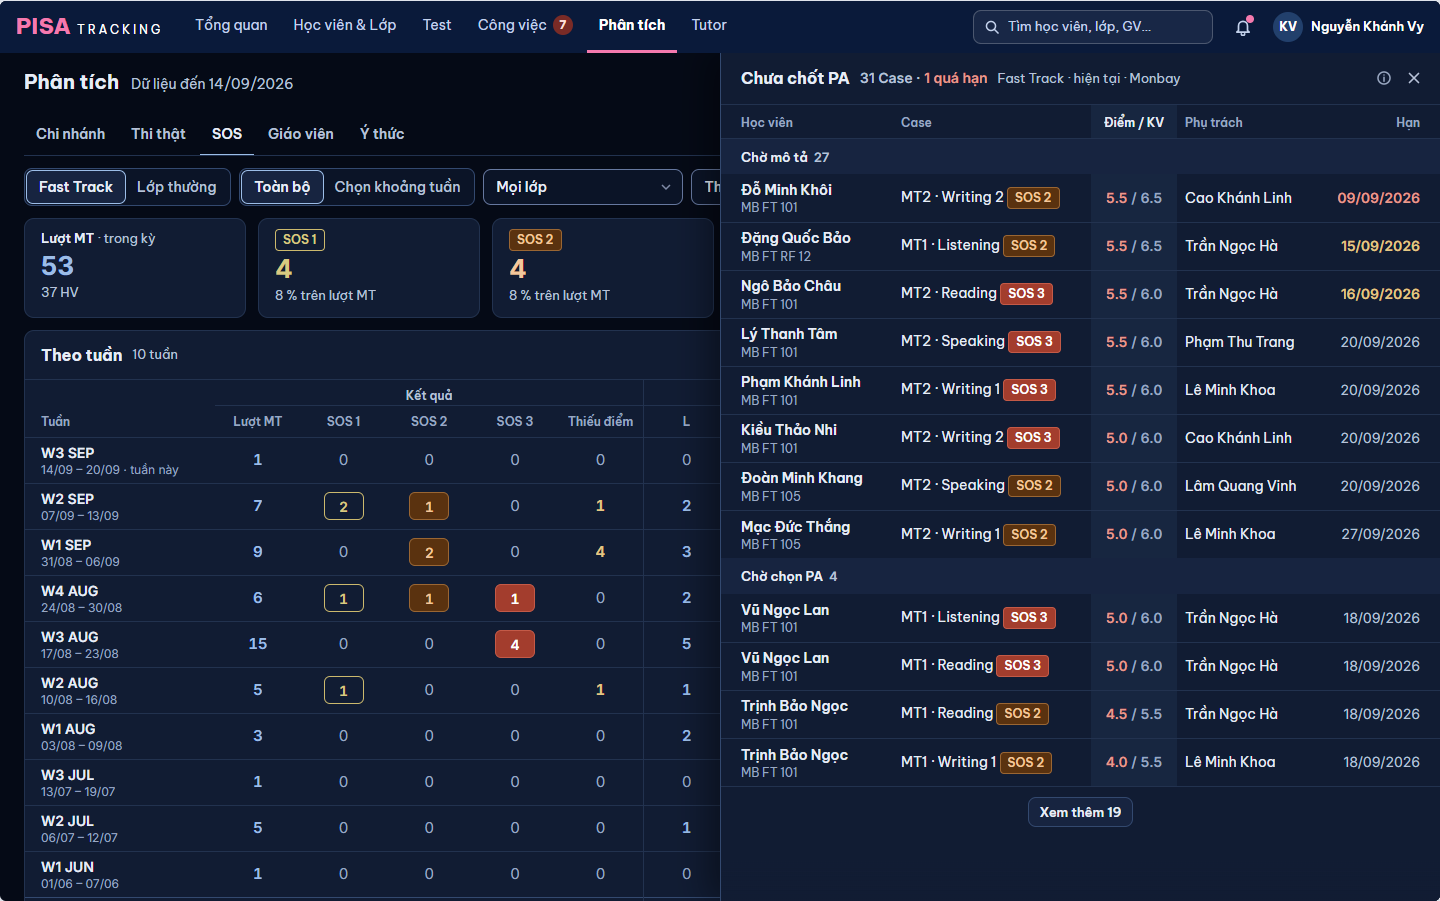 PISA TRACKING
Tổng quan
Học viên & Lớp
Test
Công việc 7
Phân tích
Tutor
Tìm học viên, lớp, GV...
KV Nguyễn Khánh Vy
Phân tích Dữ liệu đến 14/09/2026
Chi nhánh Thi thật SOS Giáo viên Ý thức
Fast Track Lớp thường Toàn bộ Chọn khoảng tuần Mọi lớp Th
Lượt MT · trong kỳ
53
37 HV
SOS 1
4
8 % trên lượt MT
SOS 2
4
8 % trên lượt MT
Theo tuần 10 tuần
Kết quả
Tuần Lượt MT SOS 1 SOS 2 SOS 3 Thiếu điểm L
W3 SEP
14/09 – 20/09 · tuần này
1 0 0 0 0 0
W2 SEP
07/09 – 13/09
7 2 1 0 1 2
W1 SEP
31/08 – 06/09
9 0 2 0 4 3
W4 AUG
24/08 – 30/08
6 1 1 1 0 2
W3 AUG
17/08 – 23/08
15 0 0 4 0 5
W2 AUG
10/08 – 16/08
5 1 0 0 1 1
W1 AUG
03/08 – 09/08
3 0 0 0 0 2
W3 JUL
13/07 – 19/07
1 0 0 0 0 0
W2 JUL
06/07 – 12/07
5 0 0 0 0 1
W1 JUN
01/06 – 07/06
1 0 0 0 0 0
Chưa chốt PA 31 Case · 1 quá hạn Fast Track · hiện tại · Monbay
Học viên Case Điểm / KV Phụ trách Hạn
Chờ mô tả 27
Đỗ Minh Khôi
MB FT 101
MT2 · Writing 2 SOS 2 5.5 / 6.5 Cao Khánh Linh 09/09/2026
Đặng Quốc Bảo
MB FT RF 12
MT1 · Listening SOS 2 5.5 / 6.5 Trần Ngọc Hà 15/09/2026
Ngô Bảo Châu
MB FT 101
MT2 · Reading SOS 3 5.5 / 6.0 Trần Ngọc Hà 16/09/2026
Lý Thanh Tâm
MB FT 101
MT2 · Speaking SOS 3 5.5 / 6.0 Phạm Thu Trang 20/09/2026
Phạm Khánh Linh
MB FT 101
MT2 · Writing 1 SOS 3 5.5 / 6.0 Lê Minh Khoa 20/09/2026
Kiều Thảo Nhi
MB FT 101
MT2 · Writing 2 SOS 3 5.0 / 6.0 Cao Khánh Linh 20/09/2026
Đoàn Minh Khang
MB FT 105
MT2 · Speaking SOS 2 5.0 / 6.0 Lâm Quang Vinh 20/09/2026
Mạc Đức Thắng
MB FT 105
MT2 · Writing 1 SOS 2 5.0 / 6.0 Lê Minh Khoa 27/09/2026
Chờ chọn PA 4
Vũ Ngọc Lan
MB FT 101
MT1 · Listening SOS 3 5.0 / 6.0 Trần Ngọc Hà 18/09/2026
Vũ Ngọc Lan
MB FT 101
MT1 · Reading SOS 3 5.0 / 6.0 Trần Ngọc Hà 18/09/2026
Trịnh Bảo Ngọc
MB FT 101
MT1 · Reading SOS 2 4.5 / 5.5 Trần Ngọc Hà 18/09/2026
Trịnh Bảo Ngọc
MB FT 101
MT1 · Writing 1 SOS 2 4.0 / 5.5 Lê Minh Khoa 18/09/2026
Xem thêm 19